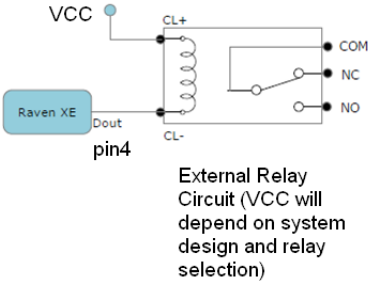 VCC
CL+
COM
NC
NO
Raven XE
Dout
CL-
pin4
External Relay
Circuit (VCC will
depend on system
design and relay
selection)